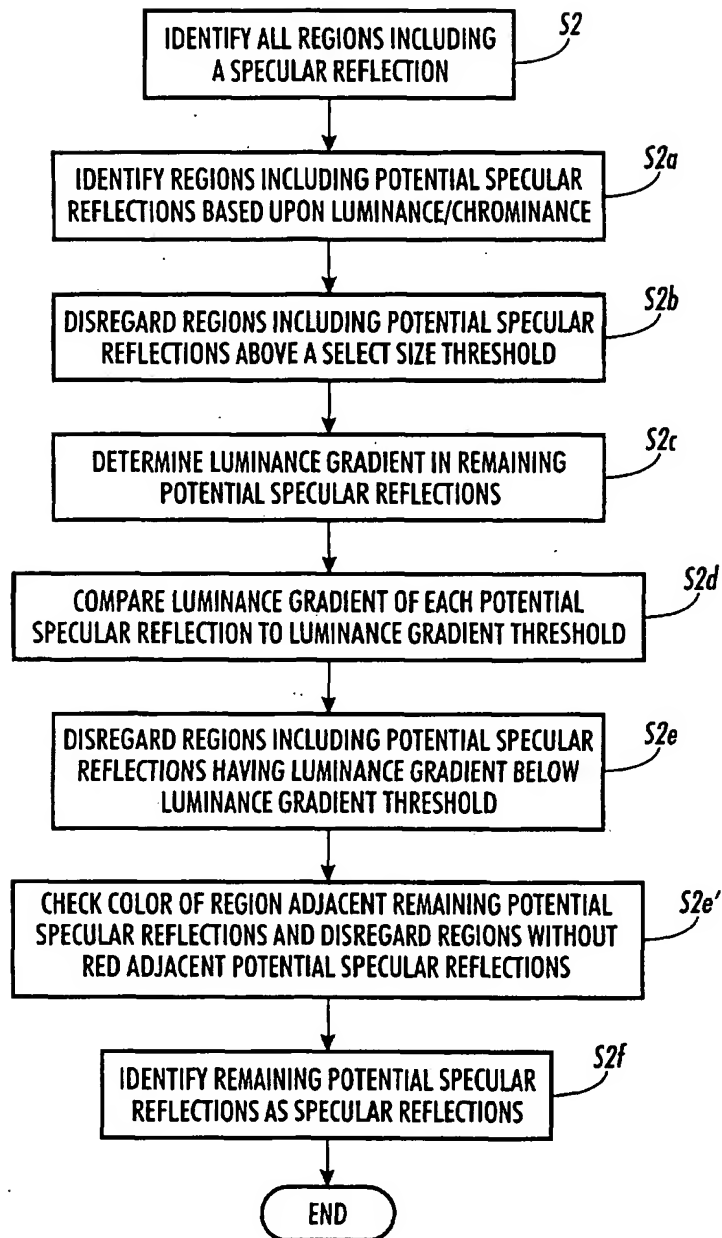 IDENTIFY ALL REGIONS INCLUDING
A SPECULAR REFLECTION
S2
IDENTIFY REGIONS INCLUDING POTENTIAL SPECULAR
REFLECTIONS BASED UPON LUMINANCE/CHROMINANCE
S2a
DISREGARD REGIONS INCLUDING POTENTIAL SPECULAR
REFLECTIONS ABOVE A SELECT SIZE THRESHOLD
S2b
DETERMINE LUMINANCE GRADIENT IN REMAINING
POTENTIAL SPECULAR REFLECTIONS
S2c
COMPARE LUMINANCE GRADIENT OF EACH POTENTIAL
SPECULAR REFLECTION TO LUMINANCE GRADIENT THRESHOLD
S2d
DISREGARD REGIONS INCLUDING POTENTIAL SPECULAR
REFLECTIONS HAVING LUMINANCE GRADIENT BELOW
LUMINANCE GRADIENT THRESHOLD
S2e
CHECK COLOR OF REGION ADJACENT REMAINING POTENTIAL
SPECULAR REFLECTIONS AND DISREGARD REGIONS WITHOUT
RED ADJACENT POTENTIAL SPECULAR REFLECTIONS
S2e'
IDENTIFY REMAINING POTENTIAL SPECULAR
REFLECTIONS AS SPECULAR REFLECTIONS
S2f
END